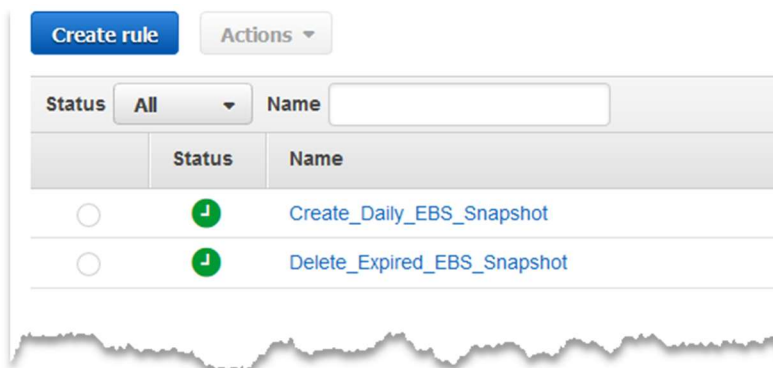 Create rule Actions
Status All Name
Status Name
Create_Daily_EBS_Snapshot
Delete_Expired_EBS_Snapshot